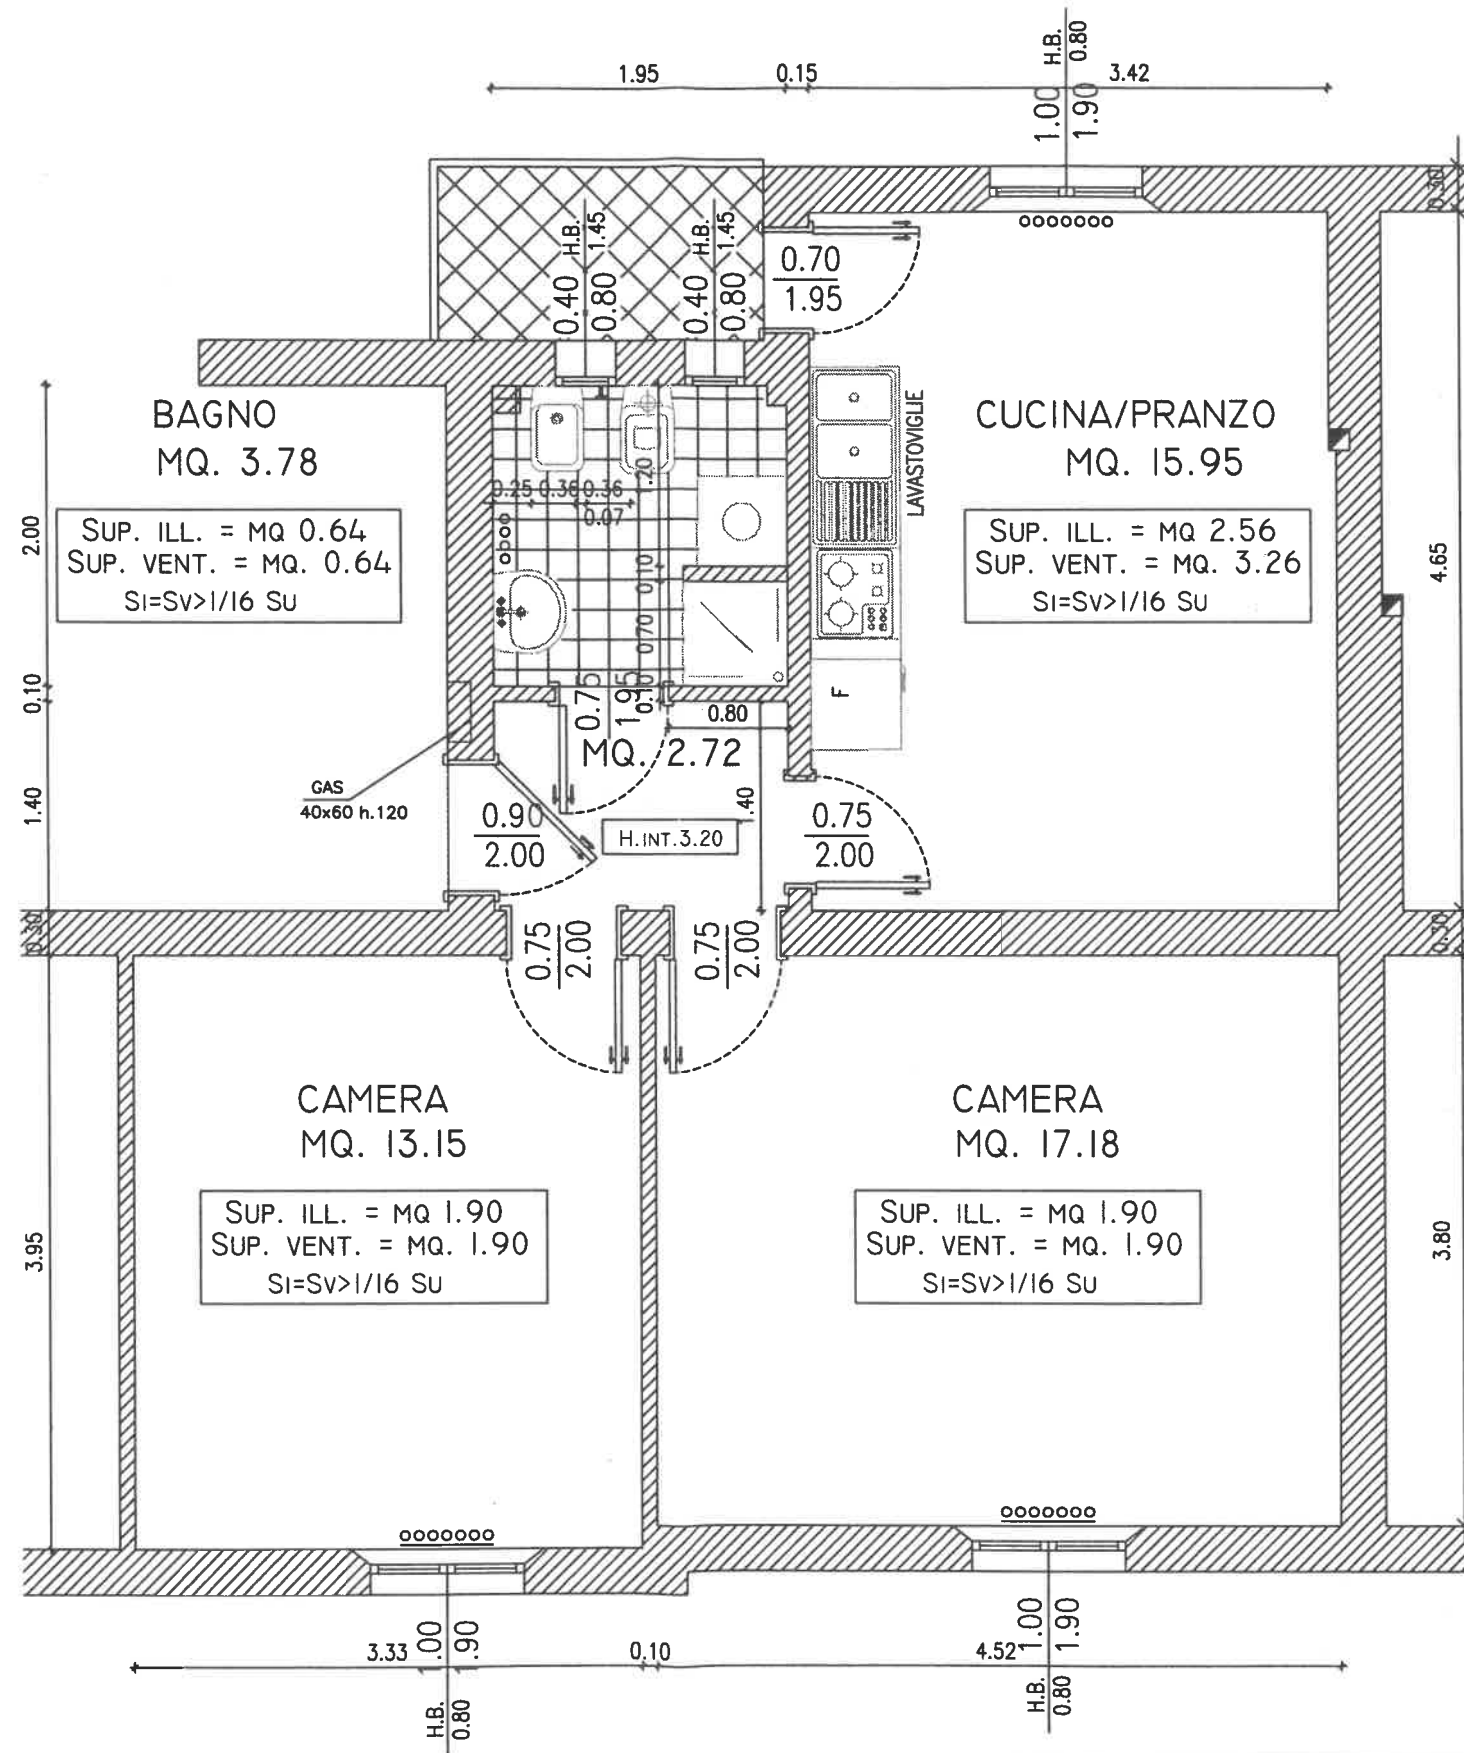 H.B.
0.80
1.95
0.15
3.42
1.00
1.90
0.30
H.B.
1.45
H.B.
1.45
0.40
0.80
0.40
0.80
0.70
1.95
BAGNO
MQ. 3.78
SUP. ILL. = MQ 0.64
SUP. VENT. = MQ. 0.64
SI=SV>1/16 SU
CUCINA/PRANZO
MQ. 15.95
SUP. ILL. = MQ 2.56
SUP. VENT. = MQ. 3.26
SI=SV>1/16 SU
LAVASTOVIGLIE
2.00
4.65
0.25
0.36
0.36
0.07
1.20
0.10
0.70
0.10
0.10
0.75
1.95
0.80
F
MQ. 2.72
GAS
40x60 h.120
1.40
0.90
2.00
H.INT.3.20
.40
0.75
2.00
0.30
0.30
0.75
2.00
0.75
2.00
CAMERA
MQ. 13.15
SUP. ILL. = MQ 1.90
SUP. VENT. = MQ. 1.90
SI=SV>1/16 SU
CAMERA
MQ. 17.18
SUP. ILL. = MQ 1.90
SUP. VENT. = MQ. 1.90
SI=SV>1/16 SU
3.95
3.80
3.33
1.00
1.90
0.10
4.52
1.00
1.90
H.B.
0.80
H.B.
0.80